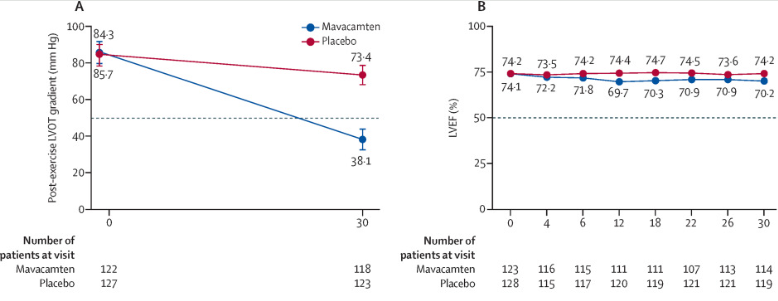 A
Mavacamten
Placebo
Post-exercise LVOT gradient (mm Hg)
100
80
60
40
20
0
84·3
85·7
73·4
38·1
0 30
Number of
patients at visit
Mavacamten 122 118
Placebo 127 123
B
LVEF (%)
100
75
50
25
0
74·2 73·5 74·2 74·4 74·7 74·5 73·6 74·2
74·1 72·2 71·8 69·7 70·3 70·9 70·9 70·2
0 4 6 12 18 22 26 30
Number of
patients at visit
Mavacamten 123 116 115 111 111 107 113 114
Placebo 128 115 117 120 119 121 121 119